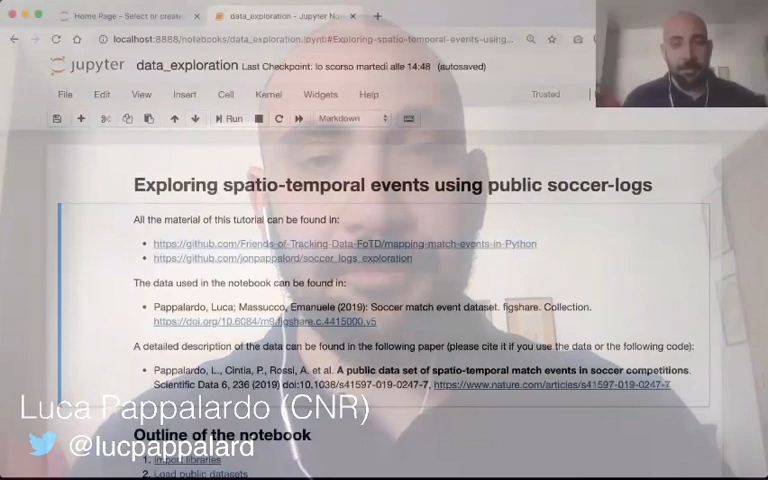 Home Page - Select or create
data_exploration - Jupyter No
localhost:8888/notebooks/data_exploration.ipynb#Exploring-spatio-temporal-events-using...
jupyter data_exploration Last Checkpoint: lo scorso martedì alle 14:48 (autosaved)
File Edit View Insert Cell Kernel Widgets Help Trusted
Run Markdown
Exploring spatio-temporal events using public soccer-logs
All the material of this tutorial can be found in:
https://github.com/Friends-of-Tracking-Data-FoTD/mapping-match-events-in-Python
https://github.com/jonpappalord/soccer_logs_exploration
The data used in the notebook can be found in:
Pappalardo, Luca; Massucco, Emanuele (2019): Soccer match event dataset. figshare. Collection.
https://doi.org/10.6084/m9.figshare.c.4415000.v5
A detailed description of the data can be found in the following paper (please cite it if you use the data or the following code):
Pappalardo, L., Cintia, P., Rossi, A. et al. A public data set of spatio-temporal match events in soccer competitions.
Scientific Data 6, 236 (2019) doi:10.1038/s41597-019-0247-7, https://www.nature.com/articles/s41597-019-0247-7
Luca Pappalardo (CNR)
Outline of the notebook
@lucpappalard
1. Import libraries
2. Load public datasets